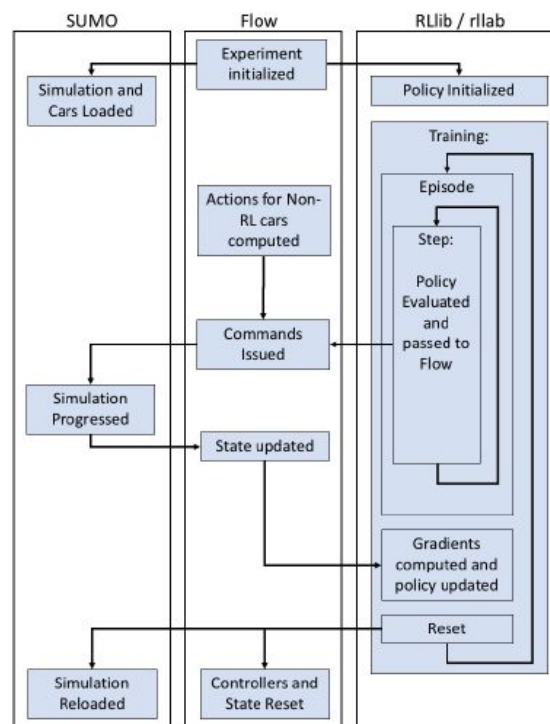 SUMO
Flow
RLlib / rllab
Experiment
initialized
Simulation and
Cars Loaded
Policy Initialized
Training:
Episode
Actions for Non-
RL cars
computed
Step:
Policy
Evaluated
and
passed to
Flow
Commands
Issued
Simulation
Progressed
State updated
Gradients
computed and
policy updated
Reset
Simulation
Reloaded
Controllers and
State Reset